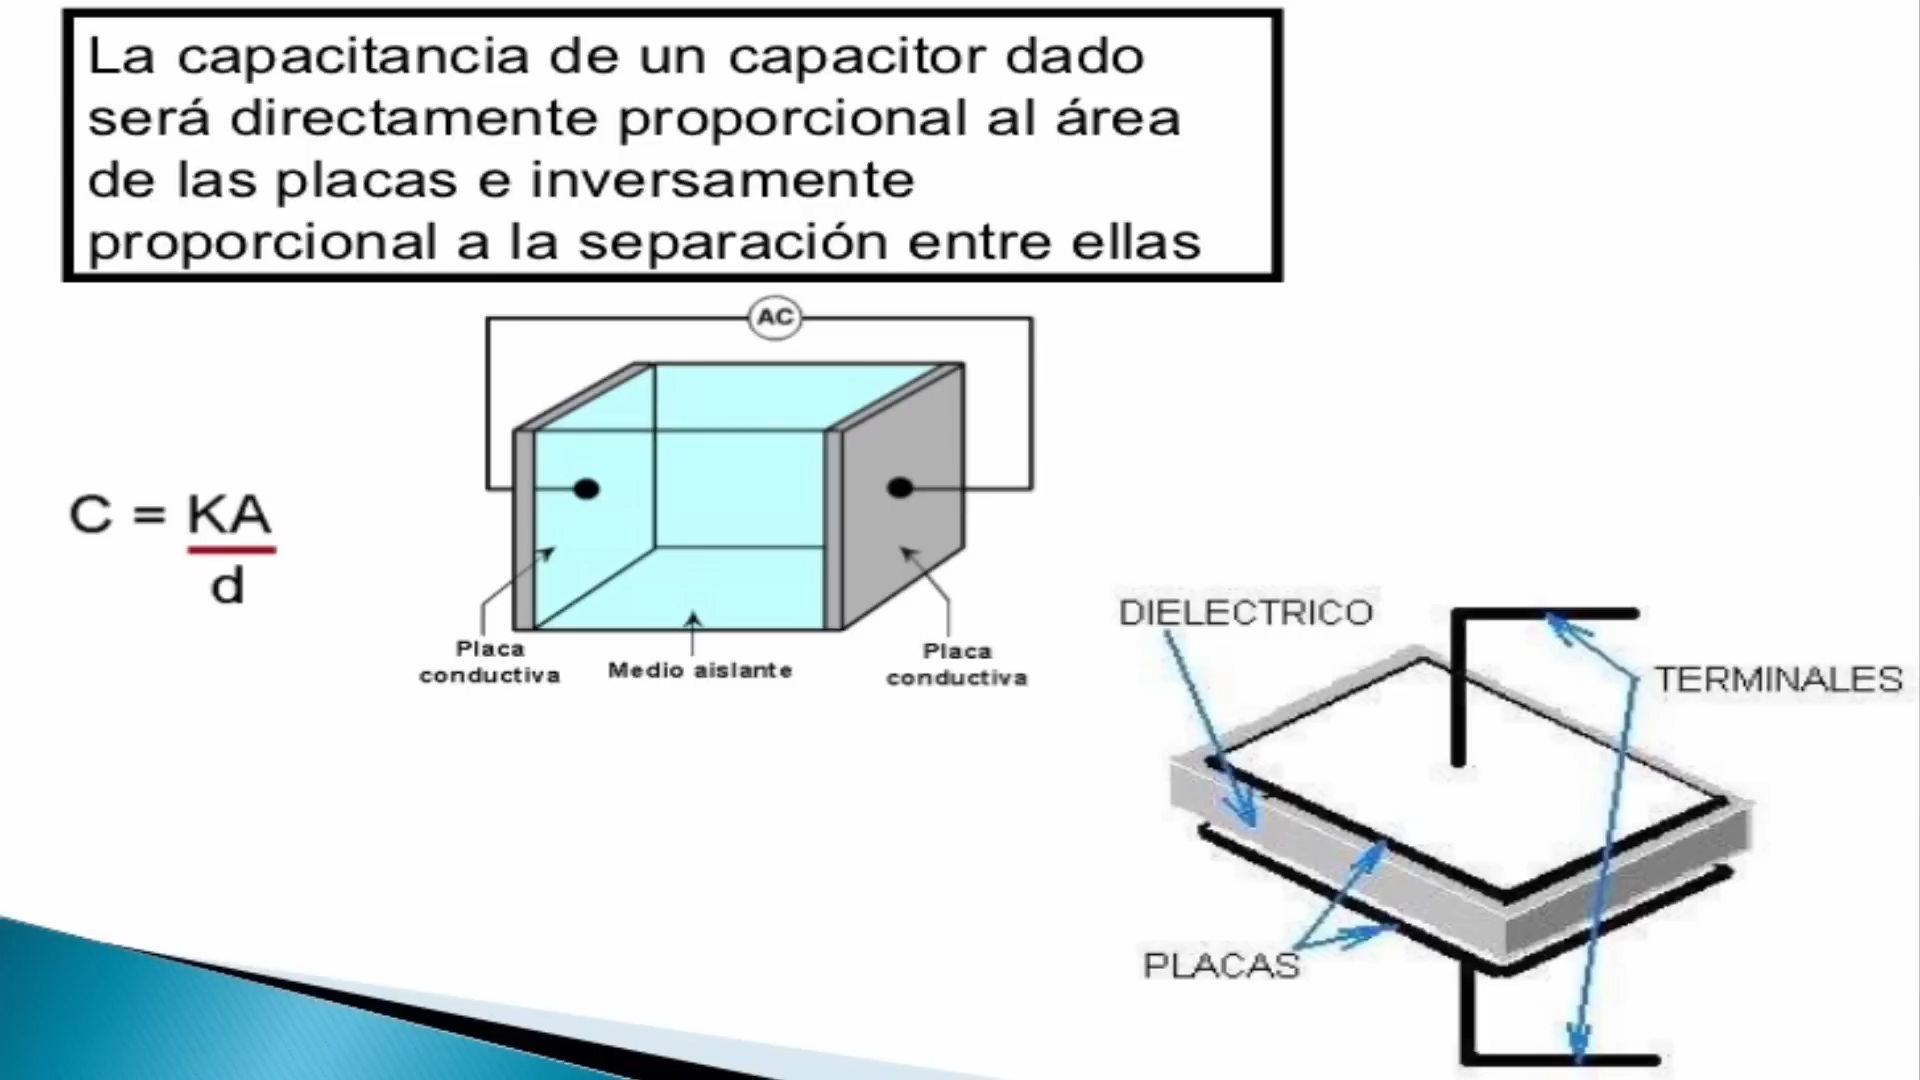 La capacitancia de un capacitor dado
será directamente proporcional al área
de las placas e inversamente
proporcional a la separación entre ellas
AC
C = KA
d
Placa
conductiva
Medio aislante
Placa
conductiva
DIELECTRICO
TERMINALES
PLACAS